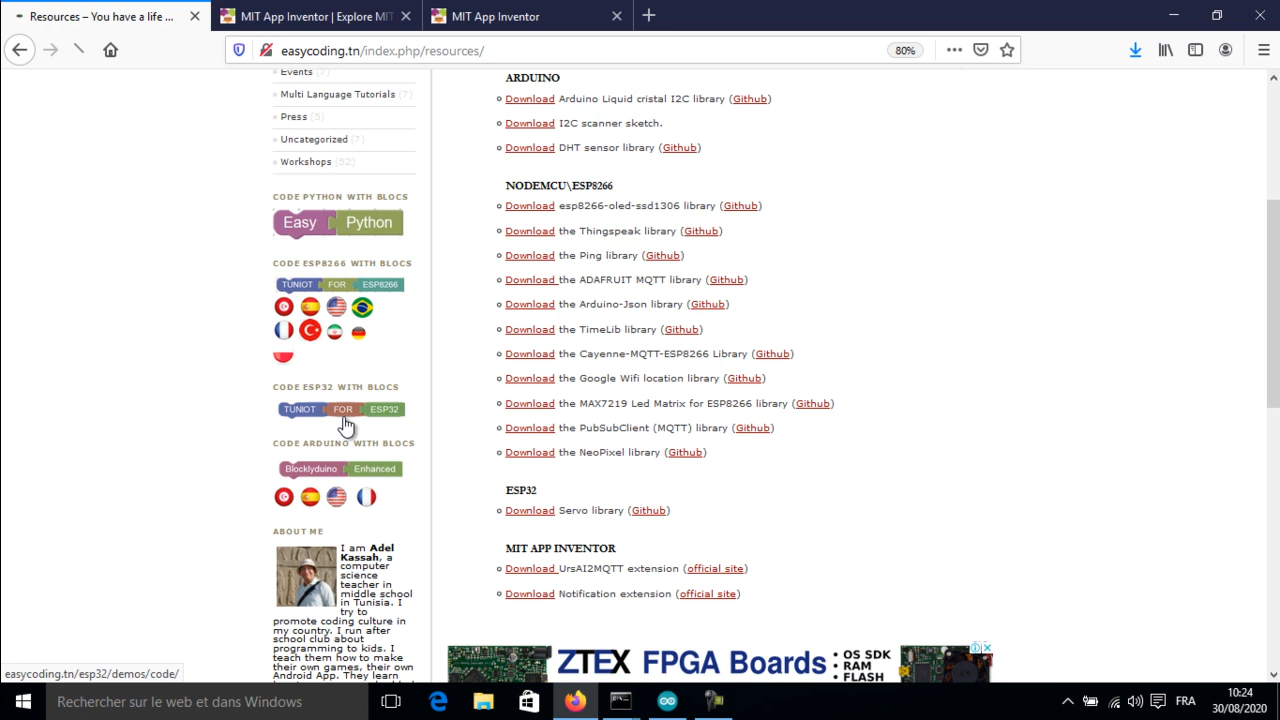 Resources – You have a life ...
MIT App Inventor | Explore MIT
MIT App Inventor
easycoding.tn/index.php/resources/
80%
Events (7)
Multi Language Tutorials (7)
Press (5)
Uncategorized (7)
Workshops (52)
CODE PYTHON WITH BLOCS
Easy Python
CODE ESP8266 WITH BLOCS
TUNIOT FOR ESP8266
CODE ESP32 WITH BLOCS
TUNIOT FOR ESP32
CODE ARDUINO WITH BLOCS
Blocklyduino Enhanced
ABOUT ME
I am Adel
Kassah, a
computer
science
teacher in
middle school
in Tunisia. I
try to
promote coding culture in
my country. I run after
school club about
programming to kids. I
teach them how to make
their own games, their own
Android App. They learn
ARDUINO
Download Arduino Liquid cristal I2C library (Github)
Download I2C scanner sketch.
Download DHT sensor library (Github)
NODEMCU\ESP8266
Download esp8266-oled-ssd1306 library (Github)
Download the Thingspeak library (Github)
Download the Ping library (Github)
Download the ADAFRUIT MQTT library (Github)
Download the Arduino-Json library (Github)
Download the TimeLib library (Github)
Download the Cayenne-MQTT-ESP8266 Library (Github)
Download the Google Wifi location library (Github)
Download the MAX7219 Led Matrix for ESP8266 library (Github)
Download the PubSubClient (MQTT) library (Github)
Download the NeoPixel library (Github)
ESP32
Download Servo library (Github)
MIT APP INVENTOR
Download UrsAI2MQTT extension (official site)
Download Notification extension (official site)
ZTEX FPGA Boards :
OS SDK
RAM
FLASH
easycoding.tn/esp32/demos/code/
Rechercher sur le web et dans Windows
FRA
10:24
30/08/2020